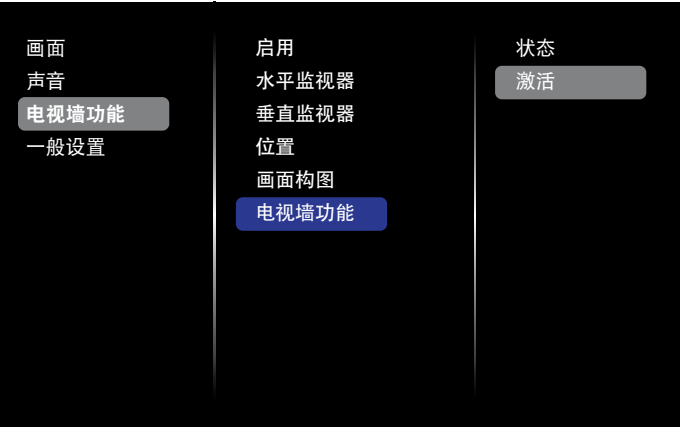 画面
声音
电视墙功能
一般设置
启用
水平监视器
垂直监视器
位置
画面构图
电视墙功能
状态
激活